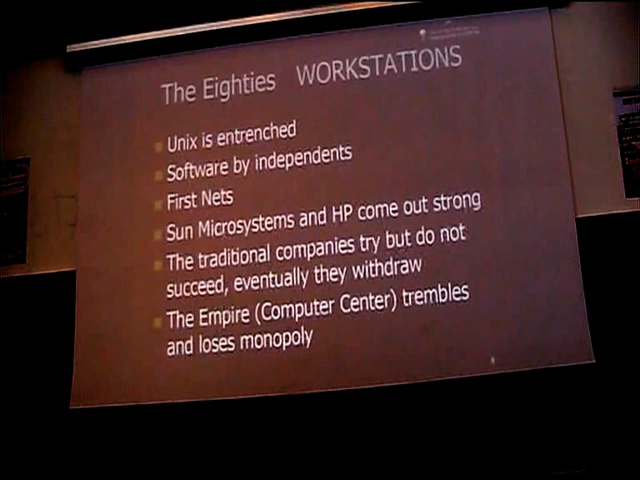 The Eighties WORKSTATIONS
Unix is entrenched
Software by independents
First Nets
Sun Microsystems and HP come out strong
The traditional companies try but do not
succeed, eventually they withdraw
The Empire (Computer Center) trembles
and loses monopoly